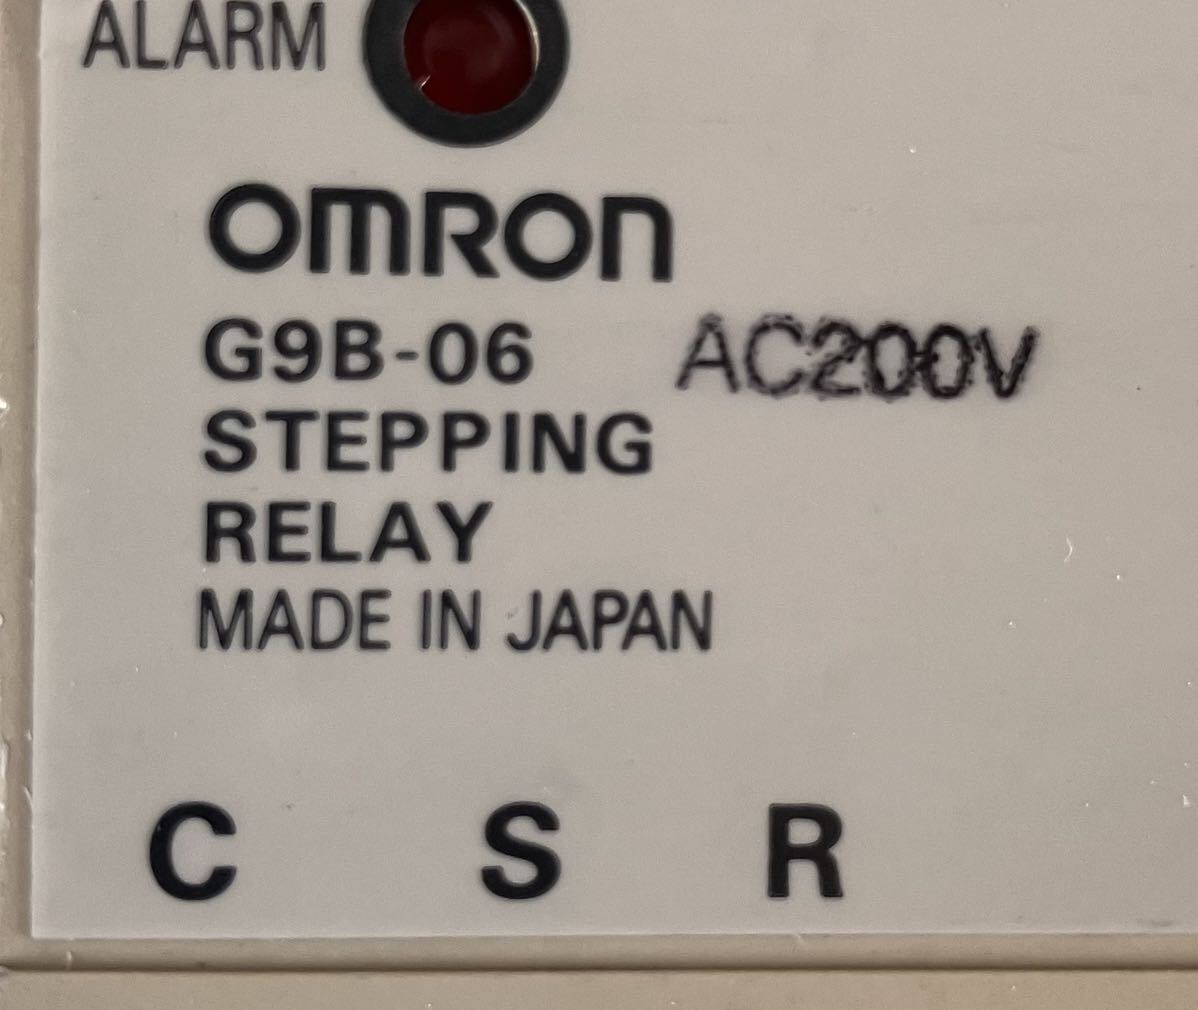 ALARM
OMRON
G9B-06 AC200V
STEPPING
RELAY
MADE IN JAPAN
C S R